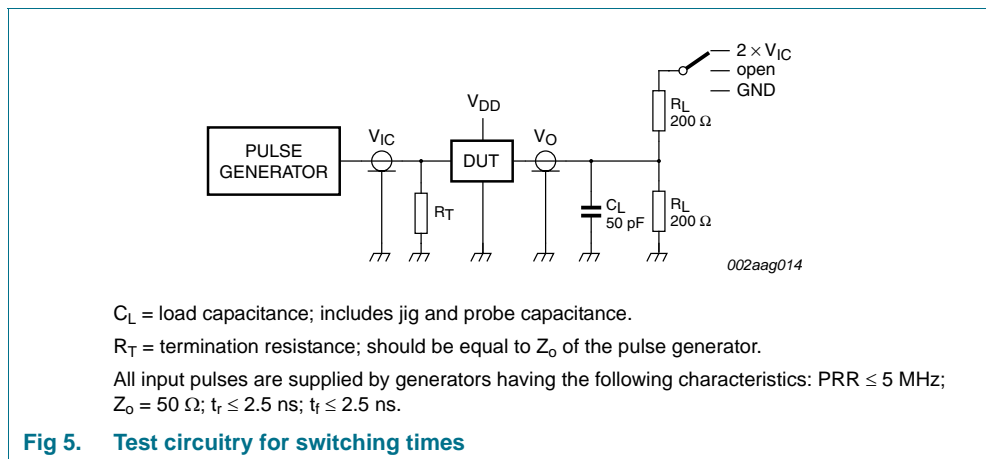 2 × VIC
open
GND
RL
200 Ω
VDD
VIC
VO
PULSE
GENERATOR
DUT
RT
CL
50 pF
RL
200 Ω
002aag014
CL = load capacitance; includes jig and probe capacitance.
RT = termination resistance; should be equal to Zo of the pulse generator.
All input pulses are supplied by generators having the following characteristics: PRR ≤ 5 MHz;
Zo = 50 Ω; tr ≤ 2.5 ns; tf ≤ 2.5 ns.
Fig 5. Test circuitry for switching times